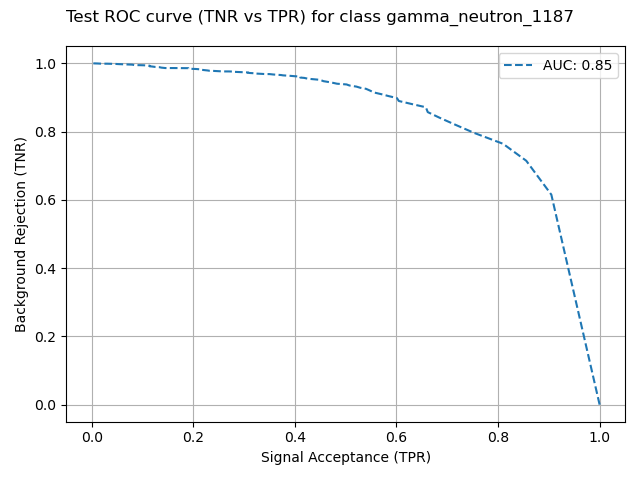 Test ROC curve (TNR vs TPR) for class gamma_neutron_1187
AUC: 0.85
Background Rejection (TNR)
1.0
0.8
0.6
0.4
0.2
0.0
0.0 0.2 0.4 0.6 0.8 1.0
Signal Acceptance (TPR)